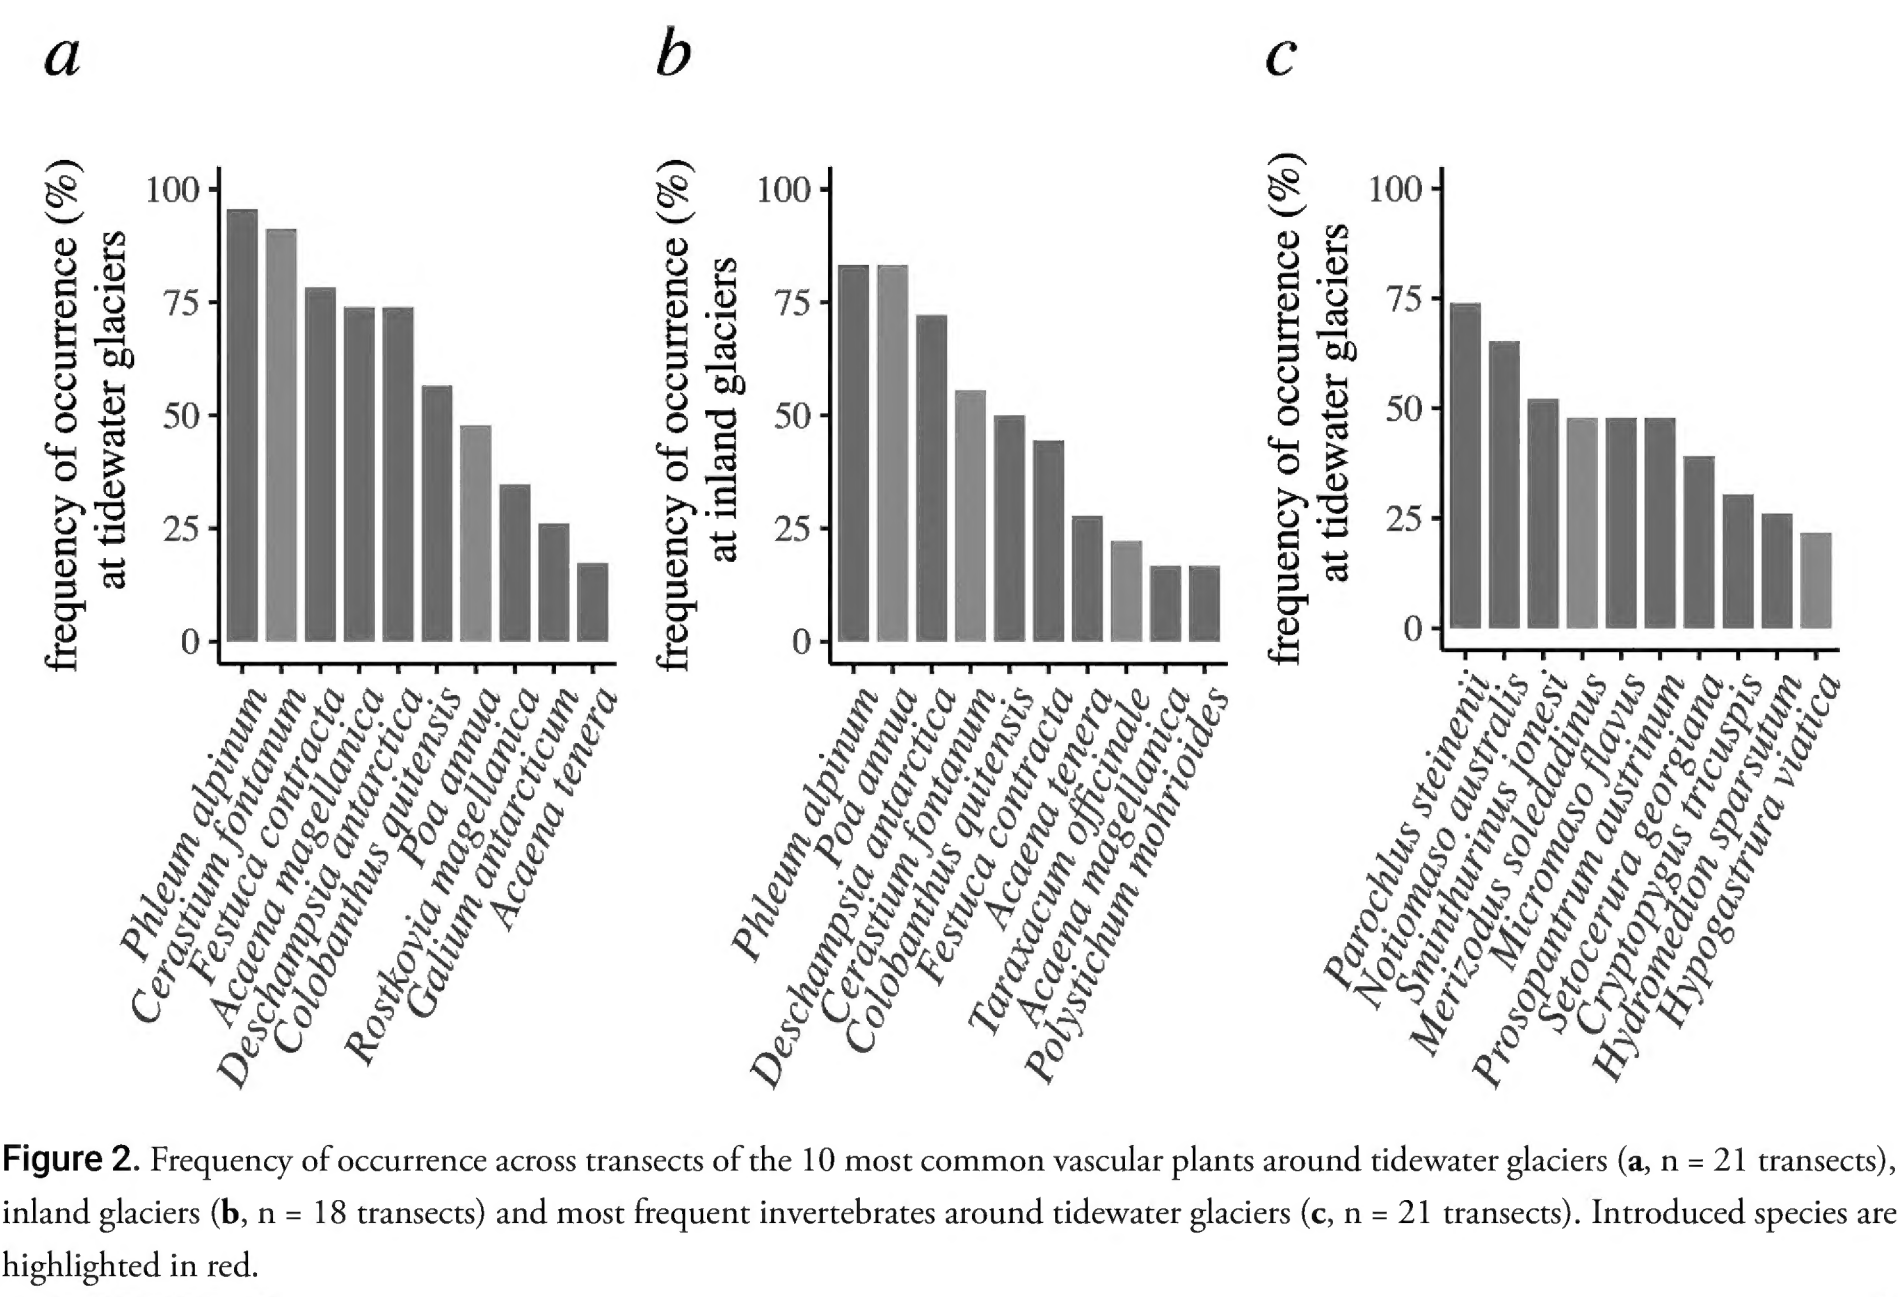 a
b
c
frequency of occurrence (%)
at tidewater glaciers
100
75
50
25
0
Phleum alpinum
Cerastium fontanum
Festuca contracta
Acaena magellanica
Deschampsia antarctica
Colobanthus quitensis
Poa annua
Rostkovia magellanica
Galium antarcticum
Acaena tenera
frequency of occurrence (%)
at inland glaciers
100
75
50
25
0
Phleum alpinum
Poa annua
Deschampsia antarctica
Cerastium fontanum
Colobanthus quitensis
Festuca contracta
Acaena tenera
Taraxacum officinale
Acaena magellanica
Polystichum mohrioides
frequency of occurrence (%)
at tidewater glaciers
100
75
50
25
0
Parochlus steinenii
Notiomaso australis
Sminthurinus jonesi
Merizodus soledadinus
Micromaso flavus
Prosopantrum austrinum
Setocerura georgiana
Cryptopygus tricuspis
Hydromedion sparsutum
Hypogastrura viatica
Figure 2. Frequency of occurrence across transects of the 10 most common vascular plants around tidewater glaciers (a, n = 21 transects),
inland glaciers (b, n = 18 transects) and most frequent invertebrates around tidewater glaciers (c, n = 21 transects). Introduced species are
highlighted in red.